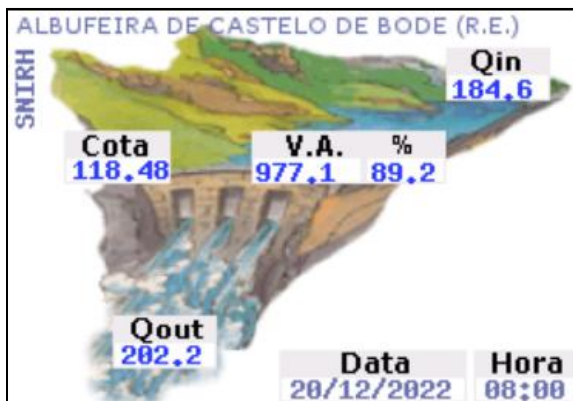 ALBUFEIRA DE CASTELO DE BODE (R.E.)
SNIRH
Qin
184.6
Cota V.A. %
118.48 977.1 89.2
Qout
202.2
Data Hora
20/12/2022 08:00